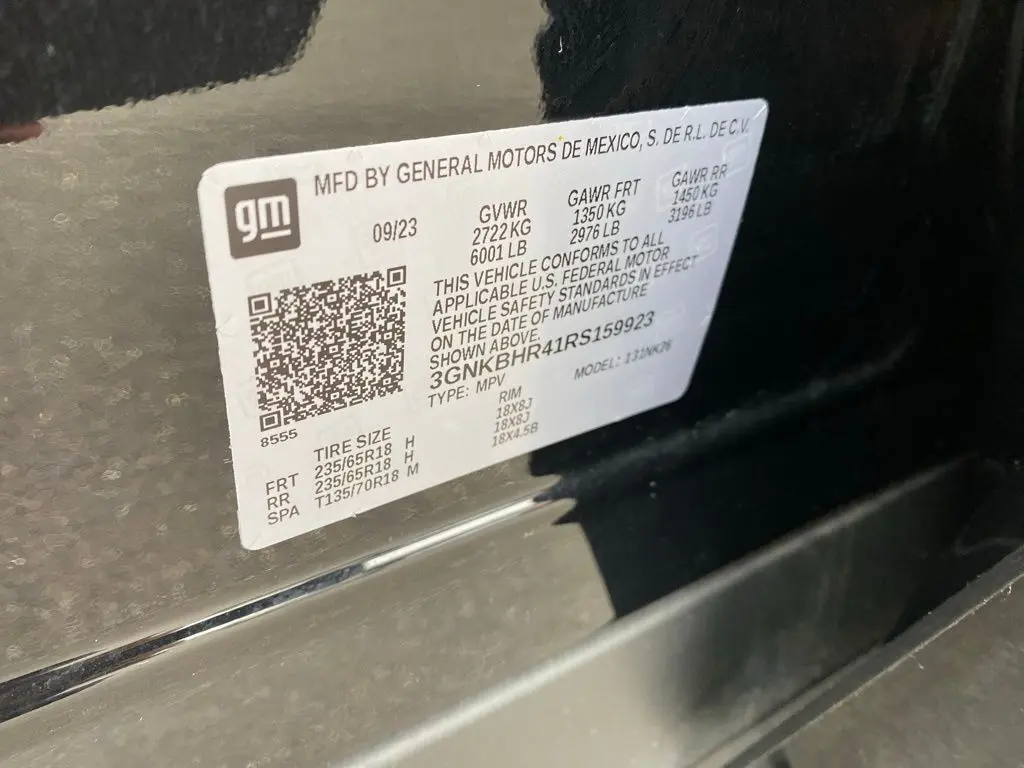 MFD BY GENERAL MOTORS DE MEXICO, S. DE R.L. DE C.V.
gm
09/23
GVWR
2722 KG
6001 LB
GAWR FRT
1350 KG
2976 LB
GAWR RR
1450 KG
3196 LB
THIS VEHICLE CONFORMS TO ALL
APPLICABLE U.S. FEDERAL MOTOR
VEHICLE SAFETY STANDARDS IN EFFECT
ON THE DATE OF MANUFACTURE
SHOWN ABOVE.
3GNKBHR41RS159923
TYPE: MPV
MODEL: 131NK26
8555
TIRE SIZE RIM
FRT 235/65R18 H 18X8J
RR 235/65R18 H 18X8J
SPA T135/70R18 M 18X4.5B